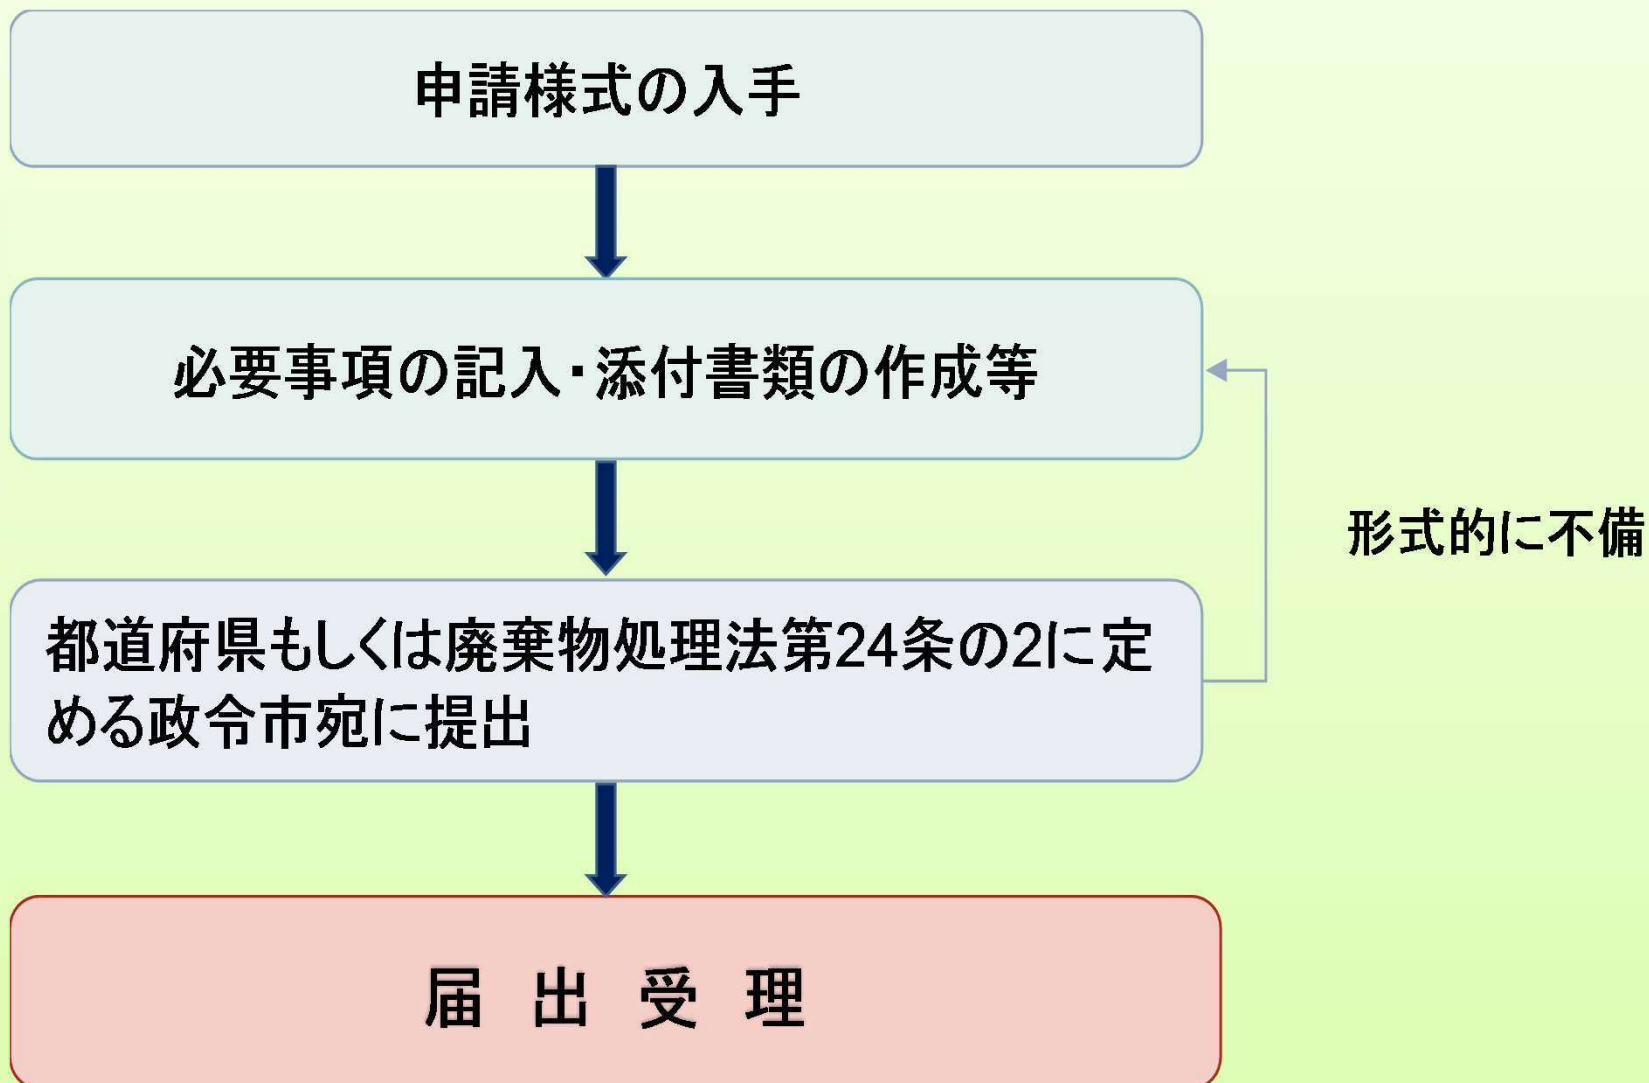 申請様式の入手
必要事項の記入・添付書類の作成等
形式的に不備
都道府県もしくは廃棄物処理法第24条の2に定
める政令市宛に提出
届 出 受 理